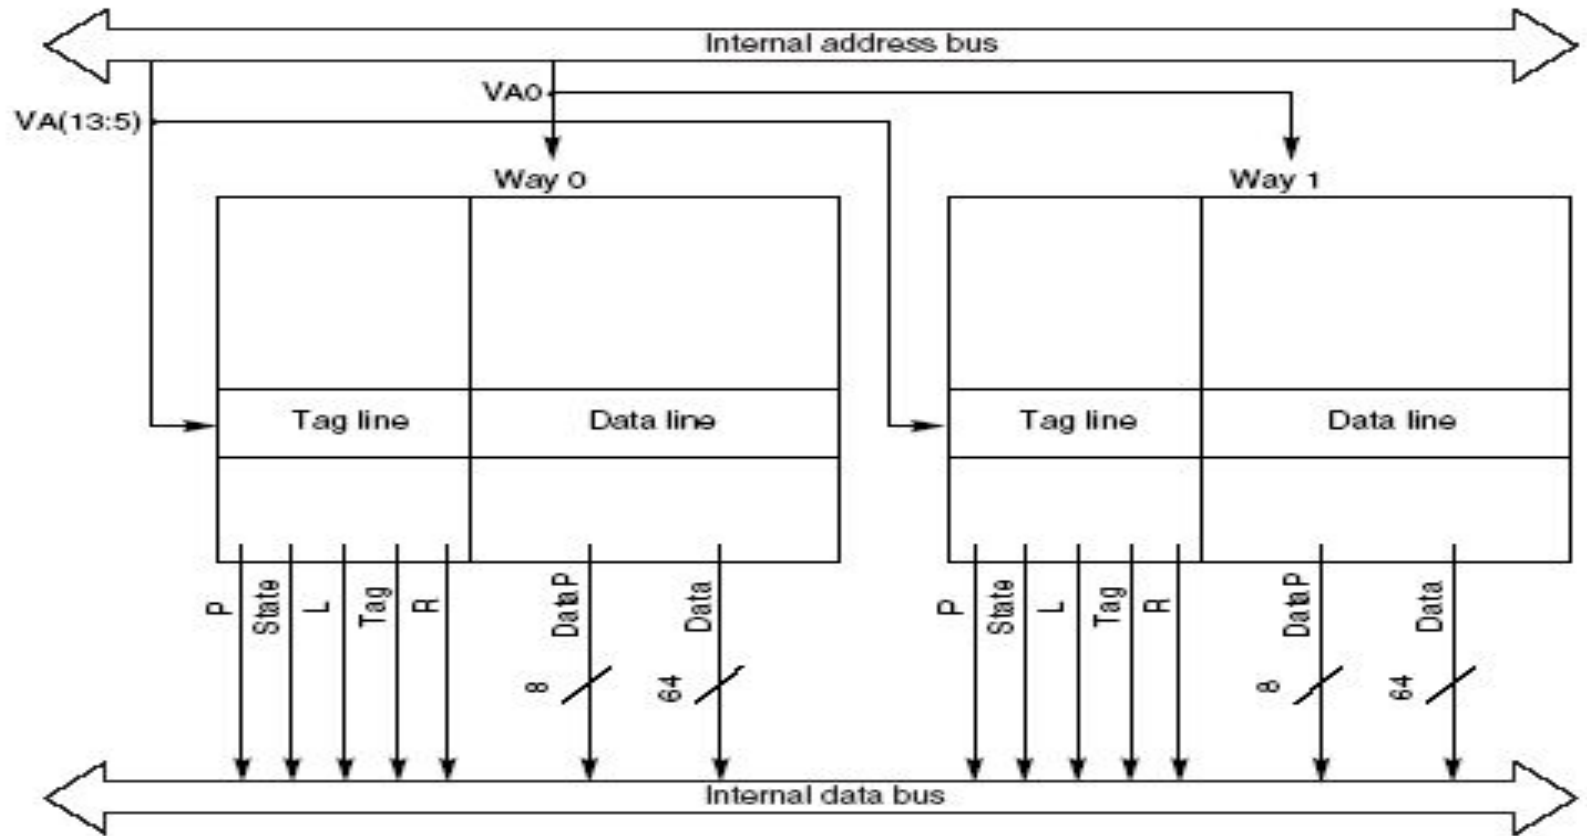 Internal address bus
VA0
VA(13:5)
Way 0
Way 1
Tag line
Data line
Tag line
Data line
P
State
L
Tag
R
DataP
Data
P
State
L
Tag
R
DataP
Data
8
64
8
64
Internal data bus